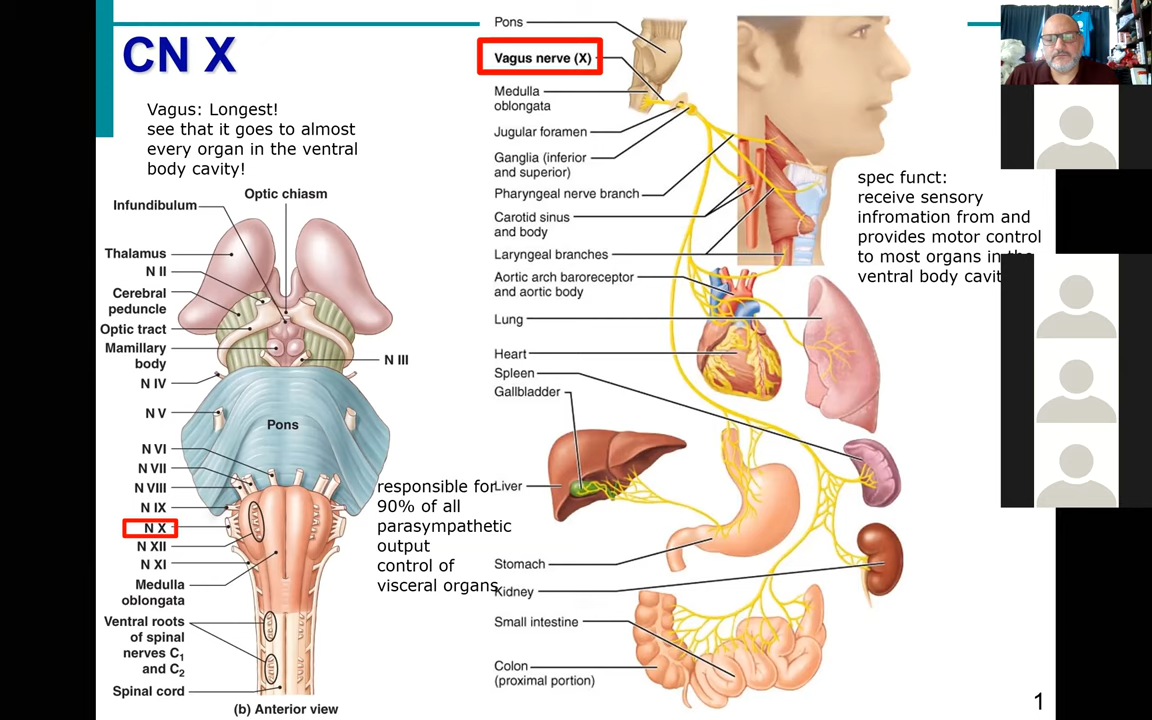 CN X
Vagus: Longest!
see that it goes to almost
every organ in the ventral
body cavity!
Optic chiasm
Infundibulum
Thalamus
N II
Cerebral
peduncle
Optic tract
Mamillary
body
N III
N IV
N V
Pons
N VI
N VII
N VIII
N IX
N X
N XII
N XI
Medulla
oblongata
Ventral roots
of spinal
nerves C1
and C2
Spinal cord
(b) Anterior view
responsible for
90% of all
parasympathetic
output
control of
visceral organs
Pons
Vagus nerve (X)
Medulla
oblongata
Jugular foramen
Ganglia (inferior
and superior)
Pharyngeal nerve branch
Carotid sinus
and body
Laryngeal branches
Aortic arch baroreceptor
and aortic body
Lung
Heart
Spleen
Gallbladder
Liver
Stomach
Kidney
Small intestine
Colon
(proximal portion)
spec funct:
receive sensory
infromation from and
provides motor control
to most organs in
ventral body
1